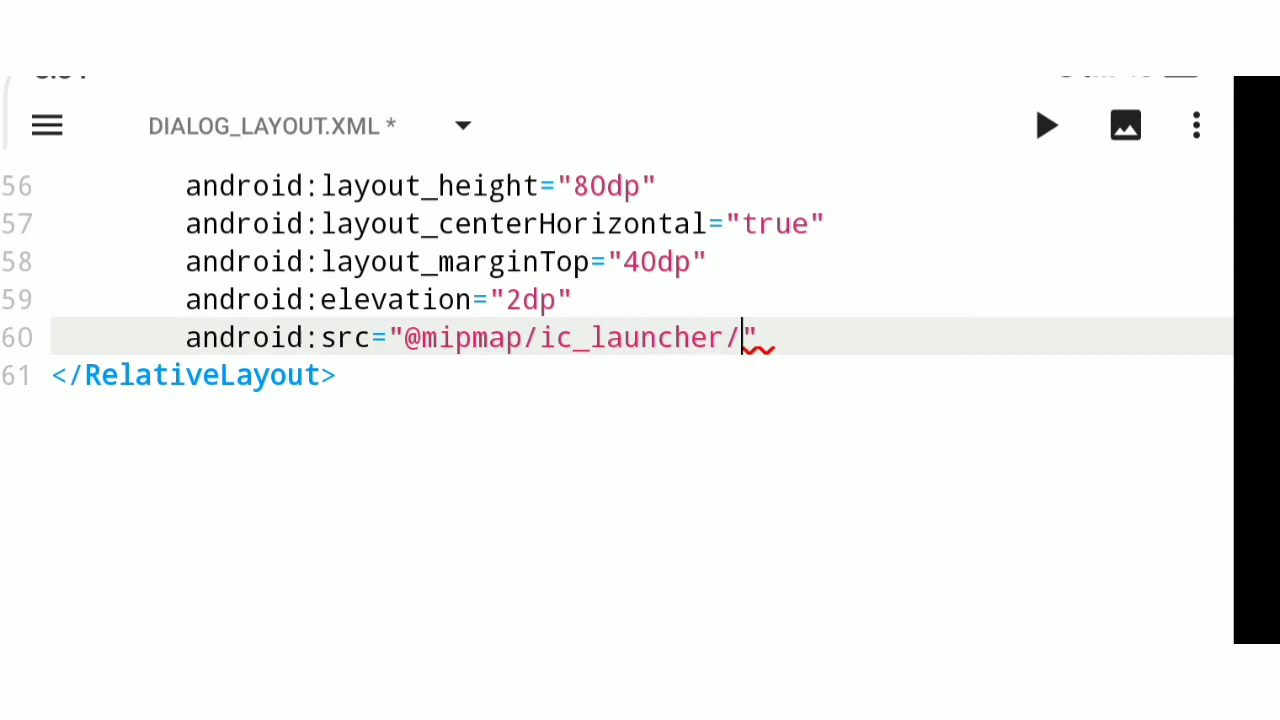 DIALOG_LAYOUT.XML *
56 android:layout_height="80dp"
57 android:layout_centerHorizontal="true"
58 android:layout_marginTop="40dp"
59 android:elevation="2dp"
60 android:src="@mipmap/ic_launcher/"
61 </RelativeLayout>